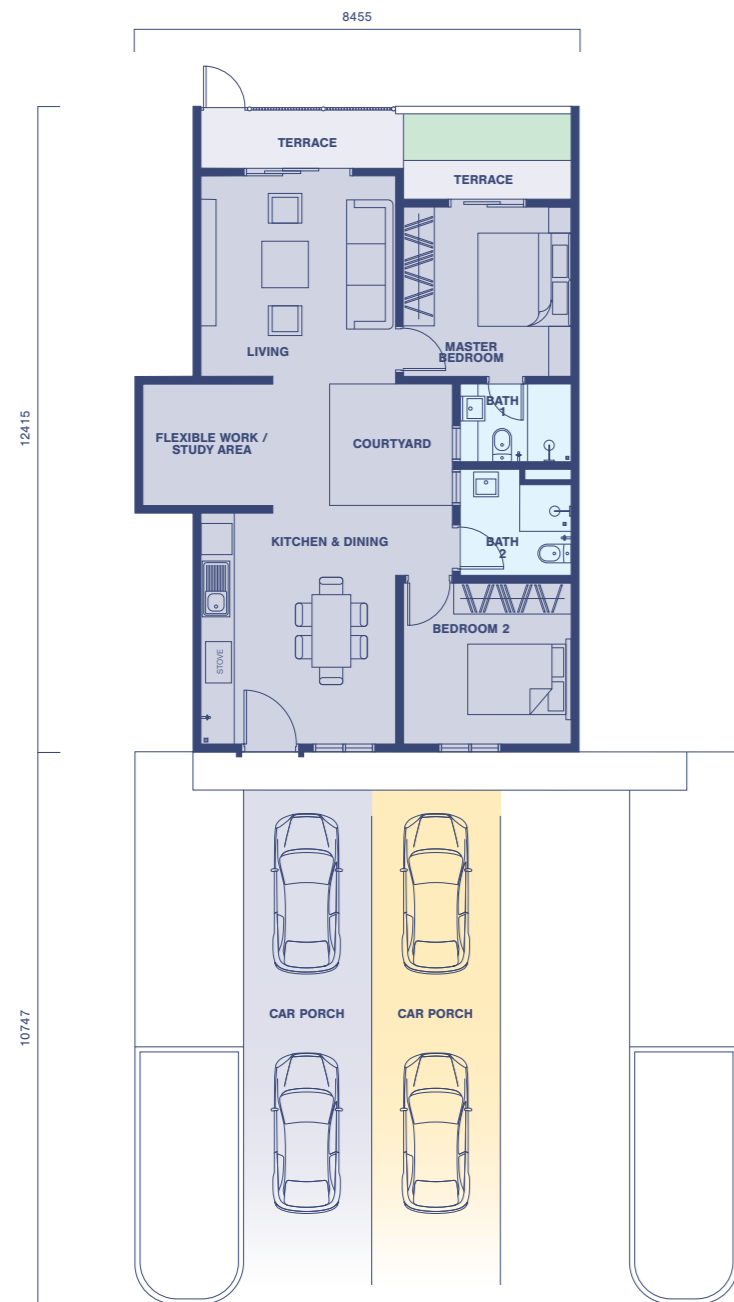 8455
TERRACE
TERRACE
LIVING
MASTER
BEDROOM
BATH
1
12415
FLEXIBLE WORK /
STUDY AREA
COURTYARD
KITCHEN & DINING
BATH
2
BEDROOM 2
STOVE
CAR PORCH
CAR PORCH
10747